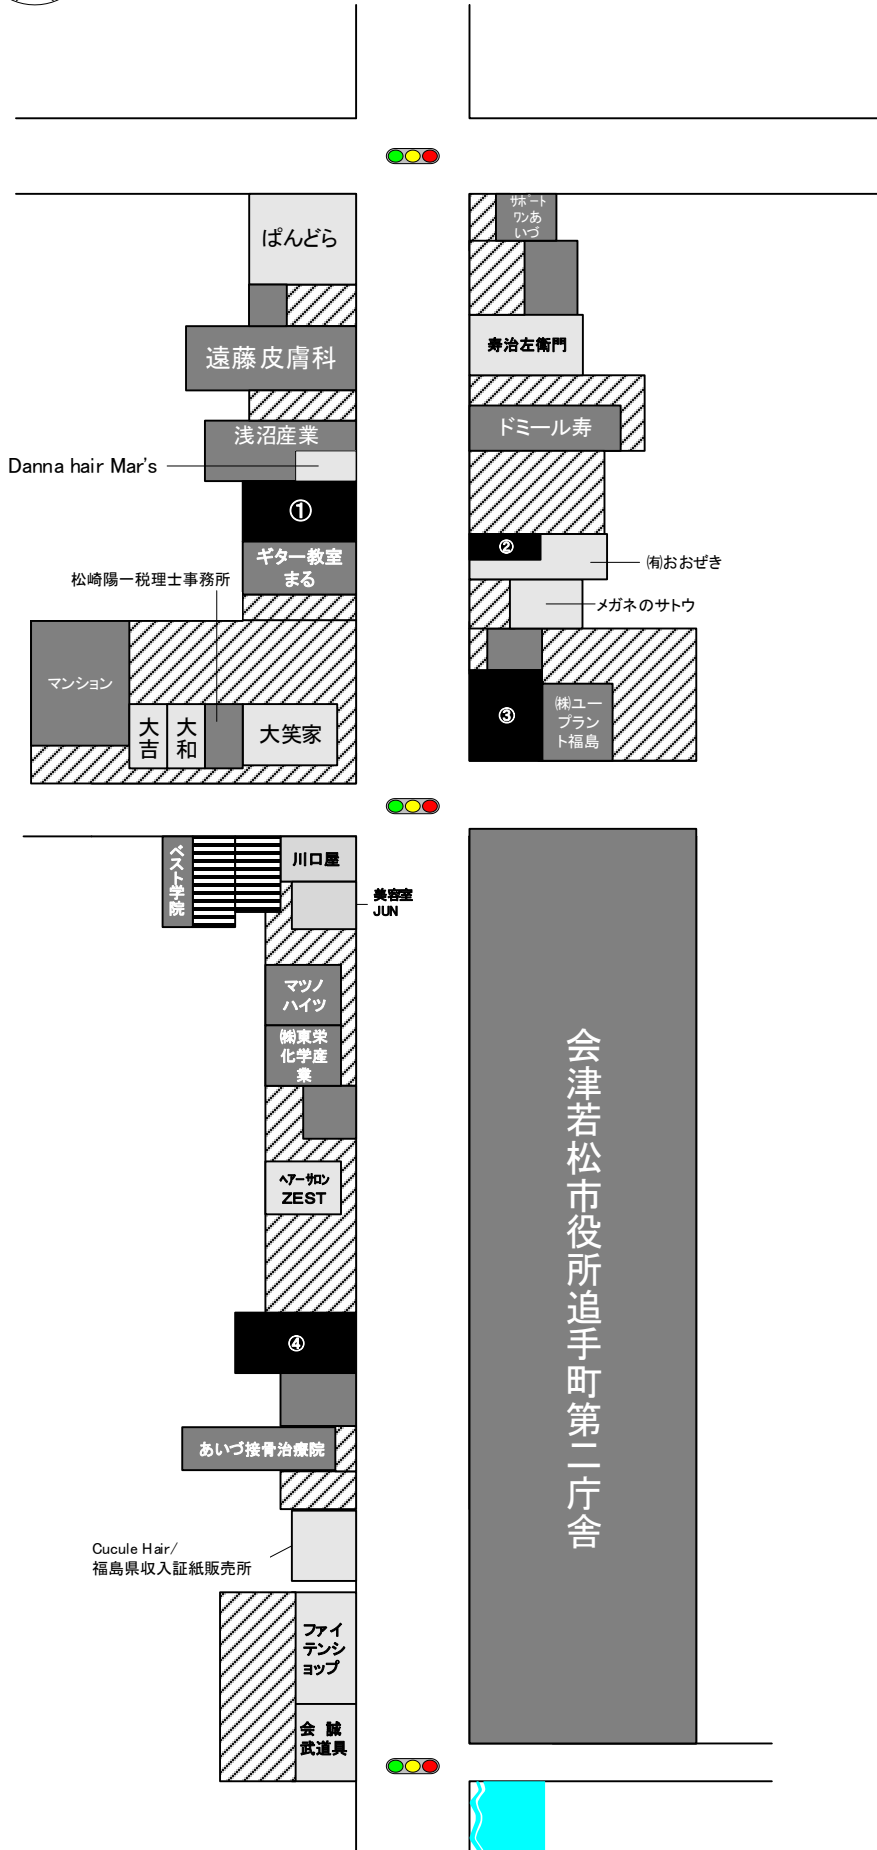 ぱんどら
遠藤皮膚科
浅沼産業
Danna hair Mar's
①
ギター教室
まる
松崎陽一税理士事務所
マンション
大吉
大和
大笑家
サポート
ワンあ
いづ
寿治左衛門
ドミール寿
②
㈲おおぜき
メガネのサトウ
③
㈱ユー
プラン
ト福島
ベスト学院
川口屋
美容室
JUN
マツノ
ハイツ
㈱東栄
化学産
業
ヘアーサロン
ZEST
④
あいづ接骨治療院
Cucule Hair/
福島県収入証紙販売所
ファイ
テンシ
ョップ
会 誠
武道具
会津若松市役所追手町第二庁舎